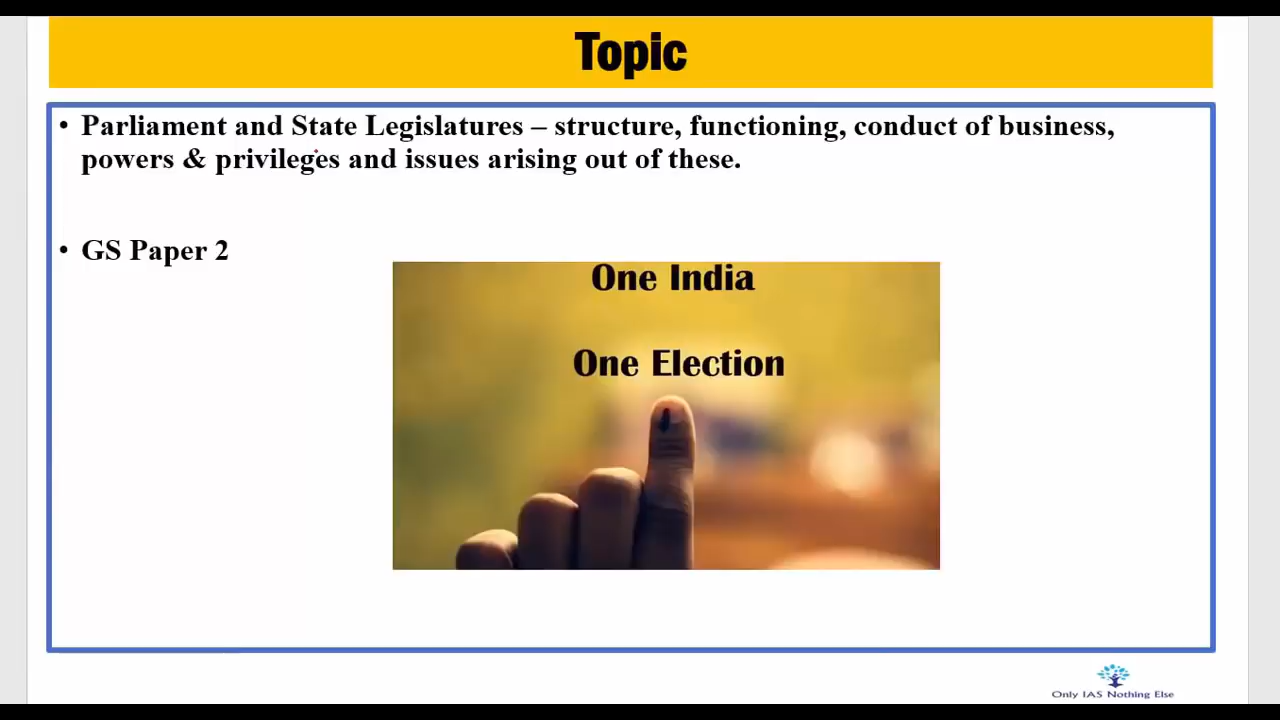 Topic
• Parliament and State Legislatures – structure, functioning, conduct of business,
powers & privileges and issues arising out of these.
• GS Paper 2
One India
One Election
Only IAS Nothing Else